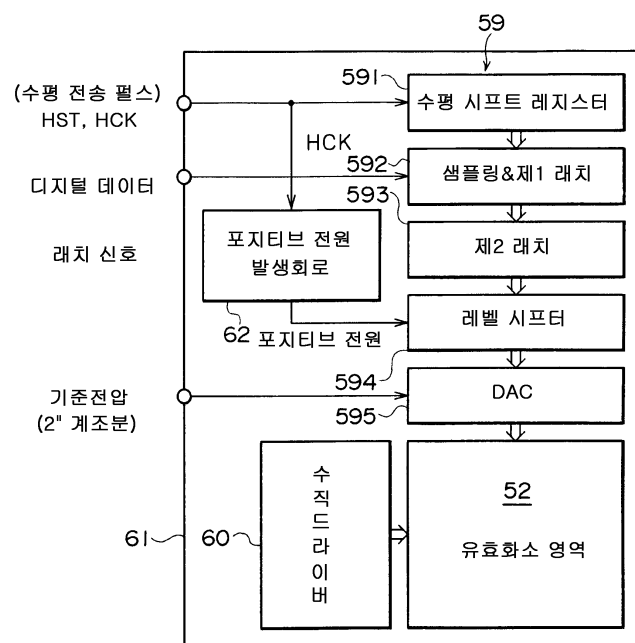 59
591
(수평 전송 펄스)
HST, HCK
수평 시프트 레지스터
HCK
592
샘플링&제1 래치
디지털 데이터
593
래치 신호
포지티브 전원
발생회로
제2 래치
62
포지티브 전원
레벨 시프터
594
기준전압
(2" 계조분)
DAC
595
수직드라이버
52
유효화소 영역
61
60